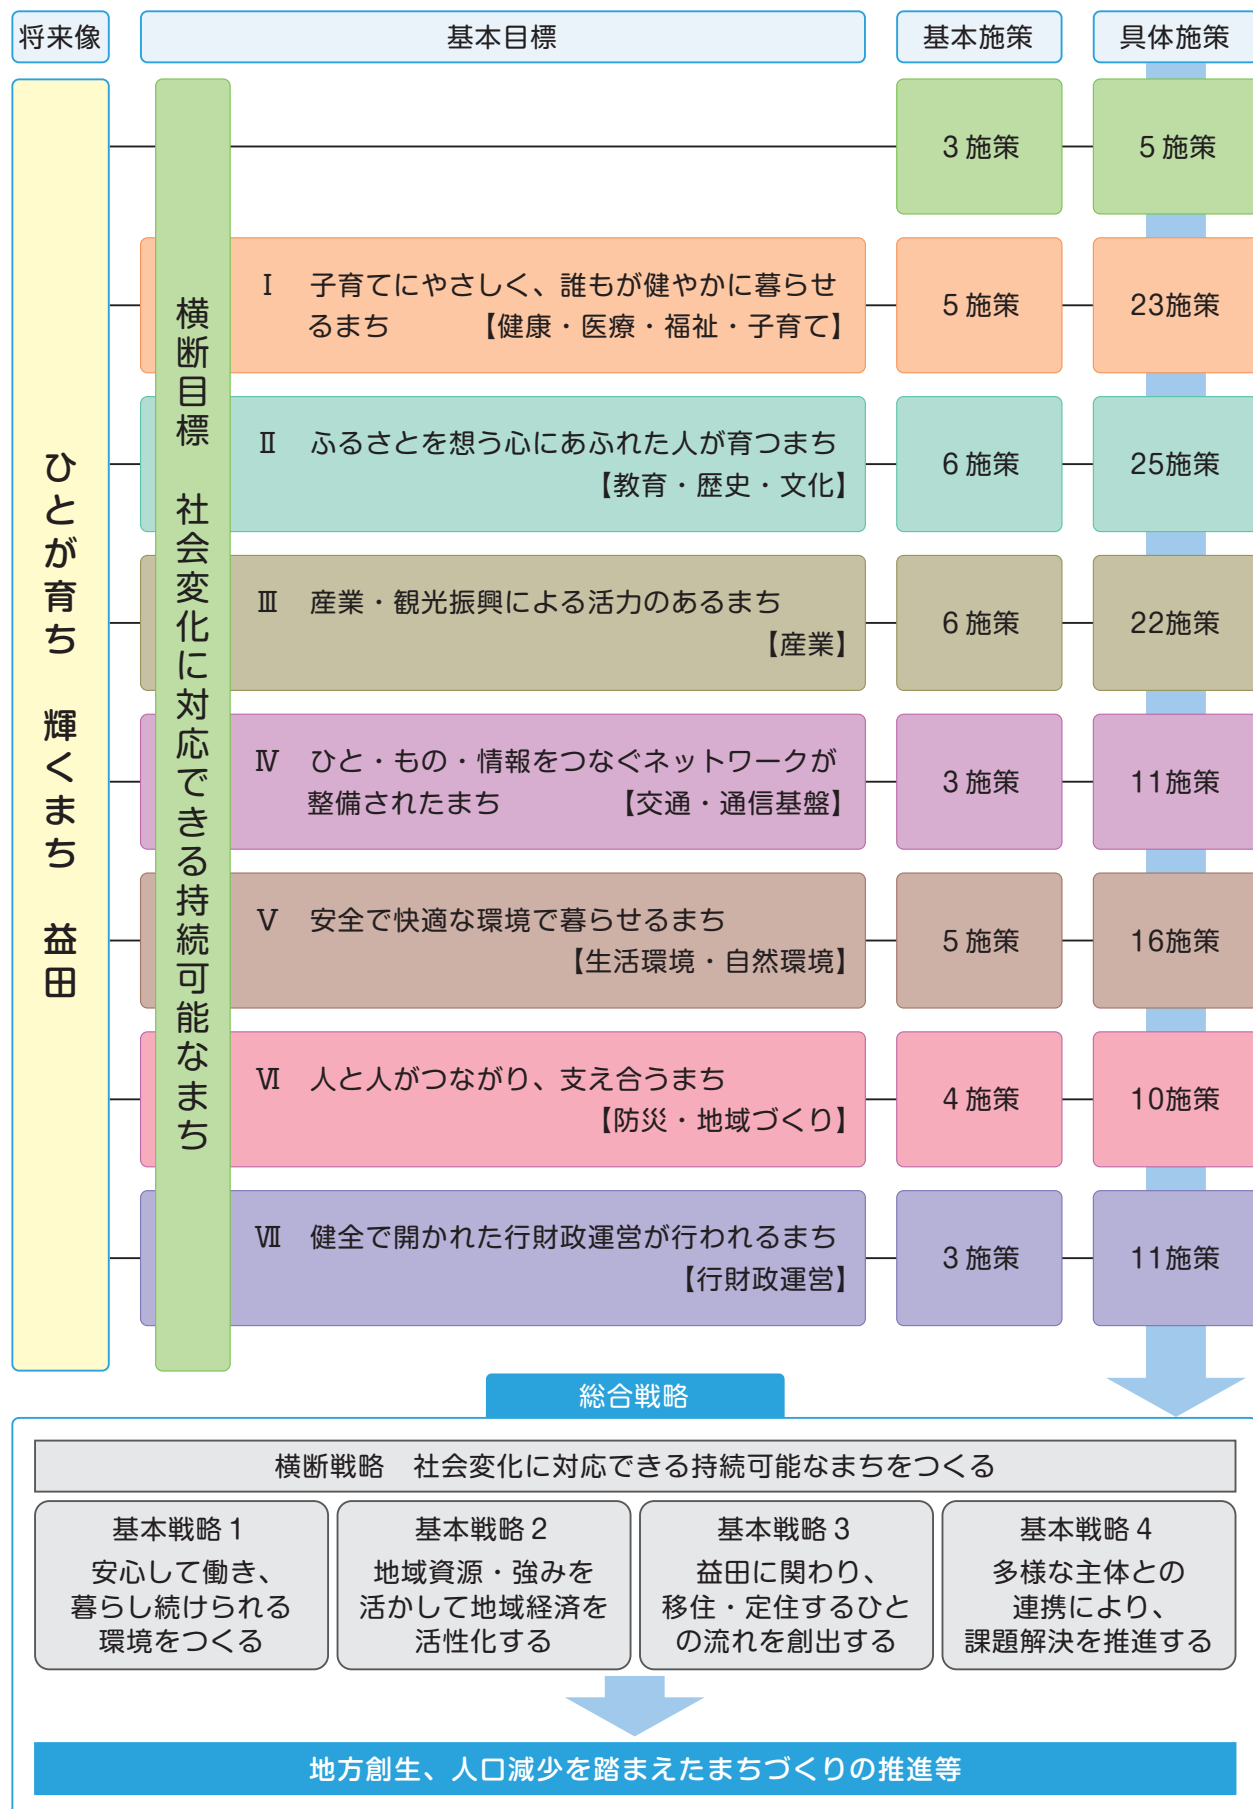 将来像
基本目標
基本施策
具体施策
ひとが育ち　輝くまち　益田
横断目標　社会変化に対応できる持続可能なまち
3施策
5施策
Ⅰ　子育てにやさしく、誰もが健やかに暮らせ
るまち　【健康・医療・福祉・子育て】
5施策
23施策
Ⅱ　ふるさとを想う心にあふれた人が育つまち
【教育・歴史・文化】
6施策
25施策
Ⅲ　産業・観光振興による活力のあるまち
【産業】
6施策
22施策
Ⅳ　ひと・もの・情報をつなぐネットワークが
整備されたまち　【交通・通信基盤】
3施策
11施策
Ⅴ　安全で快適な環境で暮らせるまち
【生活環境・自然環境】
5施策
16施策
Ⅵ　人と人がつながり、支え合うまち
【防災・地域づくり】
4施策
10施策
Ⅶ　健全で開かれた行財政運営が行われるまち
【行財政運営】
3施策
11施策
総合戦略
横断戦略　社会変化に対応できる持続可能なまちをつくる
基本戦略1
安心して働き、
暮らし続けられる
環境をつくる
基本戦略2
地域資源・強みを
活かして地域経済を
活性化する
基本戦略3
益田に関わり、
移住・定住するひと
の流れを創出する
基本戦略4
多様な主体との
連携により、
課題解決を推進する
地方創生、人口減少を踏まえたまちづくりの推進等